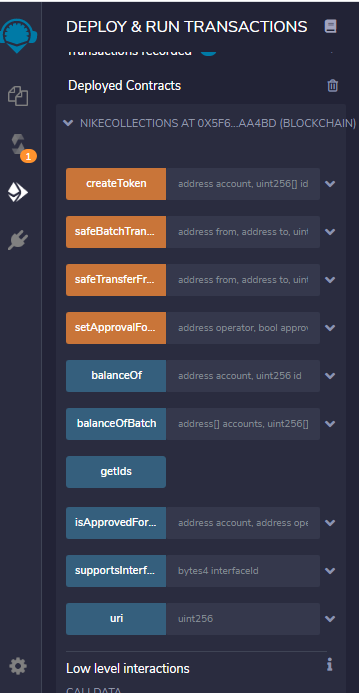 DEPLOY & RUN TRANSACTIONS
Transactions recorded
Deployed Contracts
NIKECOLLECTIONS AT 0X5F6...AA4BD (BLOCKCHAIN)
1
createToken address account, uint256[] id
safeBatchTran... address from, address to, uint
safeTransferFr... address from, address to, uint
setApprovalFo... address operator, bool approv
balanceOf address account, uint256 id
balanceOfBatch address[] accounts, uint256[]
getIds
isApprovedFor... address account, address ope
supportsInterf... bytes4 interfaceId
uri uint256
Low level interactions
i
CALLDATA